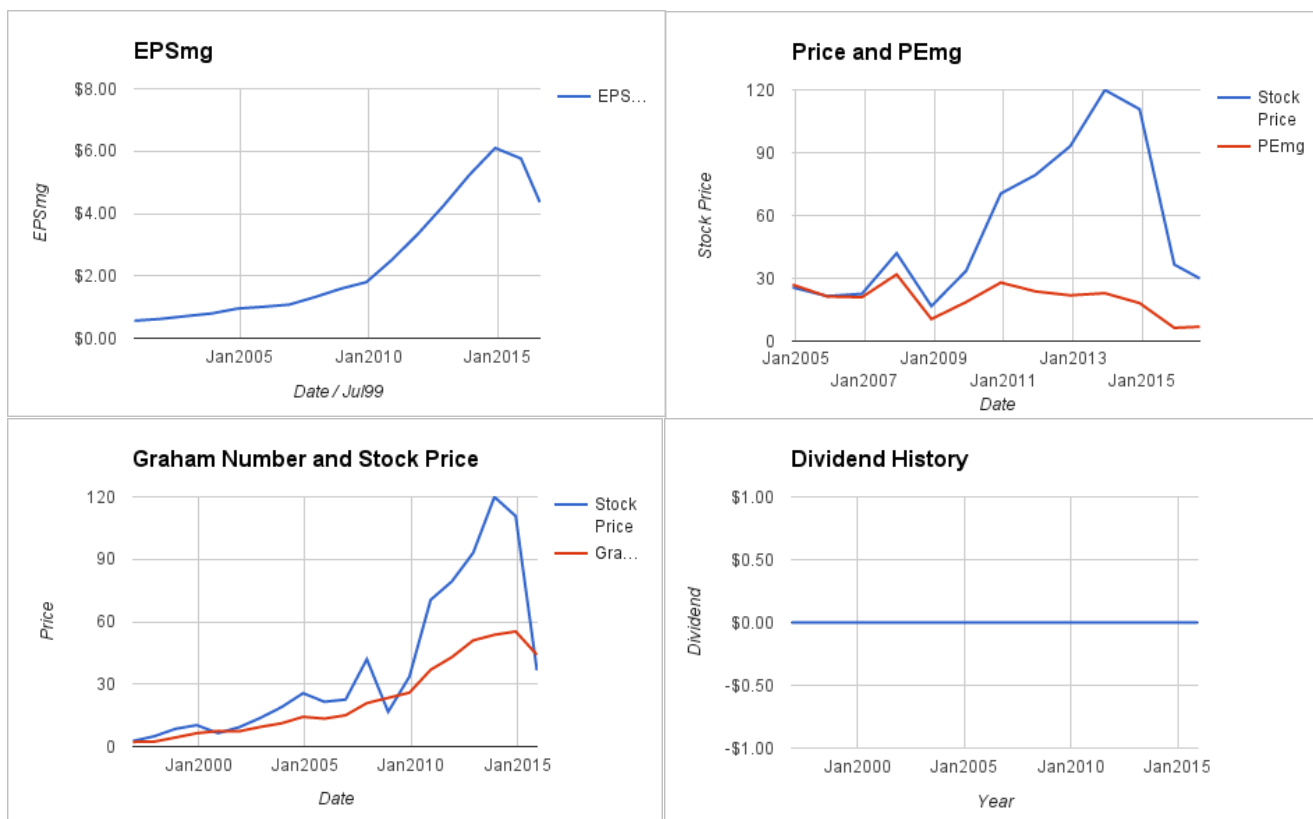 EPSmg
$8.00
$6.00
$4.00
$2.00
$0.00
EPSmg
EPS...
Jan2005
Jan2010
Jan2015
Date / Jul99
Price and PEmg
120
90
60
30
0
Stock Price
Stock
Price
PEmg
Jan2005
Jan2007
Jan2009
Jan2011
Jan2013
Jan2015
Date
Graham Number and Stock Price
120
90
60
30
0
Price
Stock
Price
Gra...
Jan2000
Jan2005
Jan2010
Jan2015
Date
Dividend History
$1.00
$0.50
$0.00
-$0.50
-$1.00
Dividend
Jan2000
Jan2005
Jan2010
Jan2015
Year